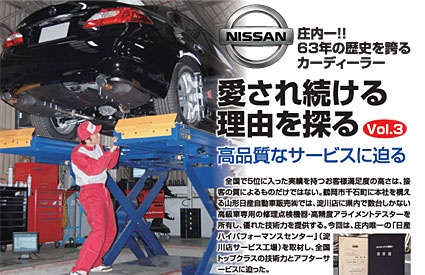 NISSAN
庄内一!!
63年の歴史を誇る
カーディーラー
愛され続ける
理由を探る Vol.3
高品質なサービスに迫る
全国で5位に入った実績を持つお客様満足度の高さは、接
客の質によるものだけではない。鶴岡市千石町に本社を構え
る山形日産自動車販売㈱では、淀川店に県内で数台しかない
高級車専用の修理点検機器・高精度アライメントテスターを
所有し、優れた技術力を提供する。今回は、庄内唯一の「日産
ハイパフォーマンスセンター」（淀
川店サービス工場）を取材し、全国
トップクラスの技術力とアフターサ
ービスに迫った。